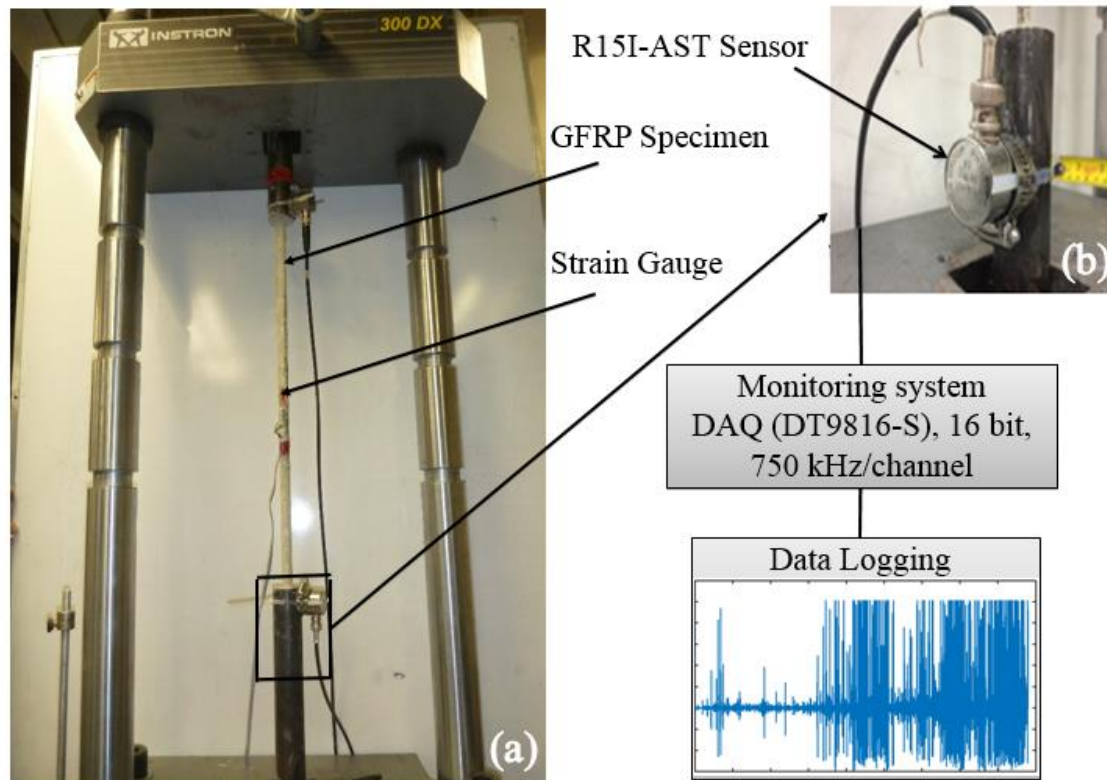 INSTRON
300 DX
R15I-AST Sensor
GFRP Specimen
Strain Gauge
(a)
(b)
Monitoring system
DAQ (DT9816-S), 16 bit,
750 kHz/channel
Data Logging